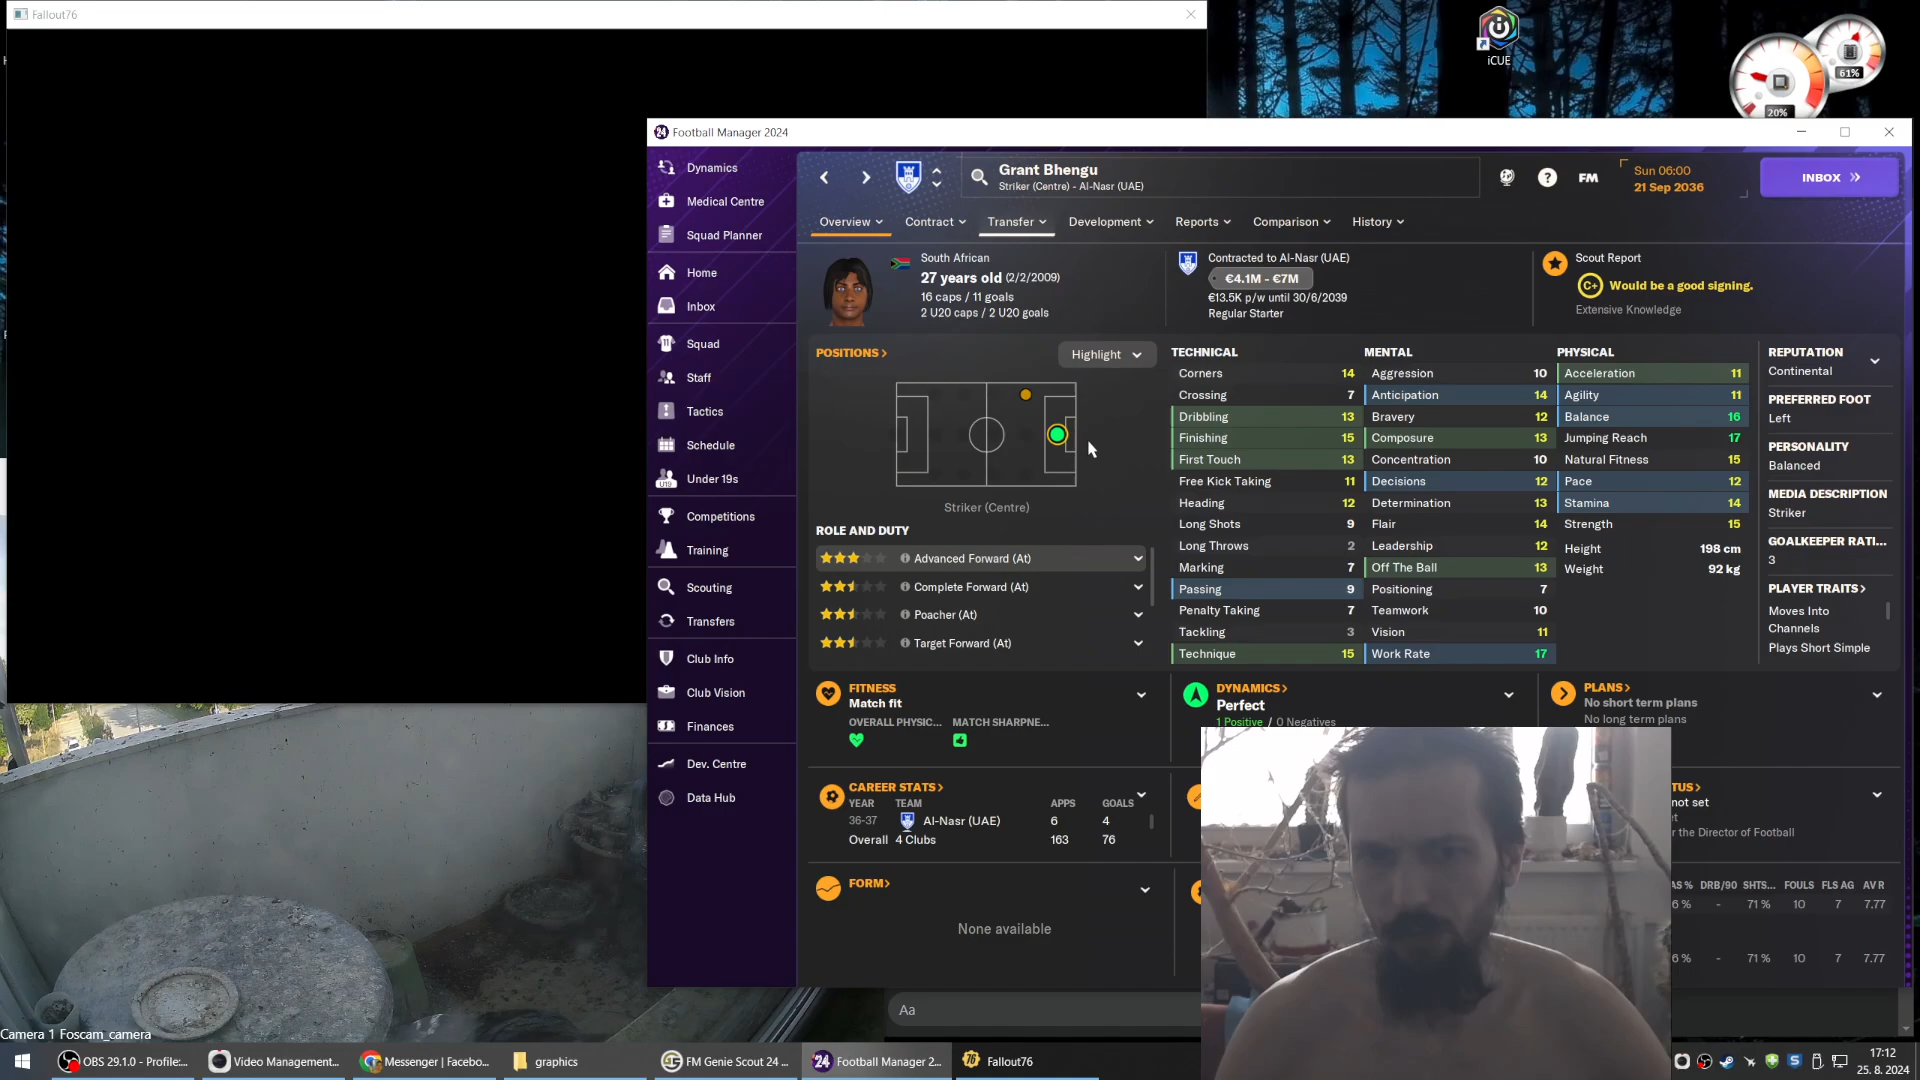 Fallout76
iCUE
61%
20%
Football Manager 2024
Dynamics
Medical Centre
Squad Planner
Home
Inbox
Squad
Staff
Tactics
Schedule
Under 19s
Competitions
Training
Scouting
Transfers
Club Info
Club Vision
Finances
Dev. Centre
Data Hub
Grant Bhengu
Striker (Centre) - Al-Nasr (UAE)
FM
Sun 06:00
21 Sep 2036
INBOX
Overview
Contract
Transfer
Development
Reports
Comparison
History
South African
27 years old (2/2/2009)
16 caps / 11 goals
2 U20 caps / 2 U20 goals
Contracted to Al-Nasr (UAE)
€4.1M - €7M
€13.5K p/w until 30/6/2039
Regular Starter
Scout Report
C+ Would be a good signing.
Extensive Knowledge
POSITIONS
Highlight
Striker (Centre)
ROLE AND DUTY
Advanced Forward (At)
Complete Forward (At)
Poacher (At)
Target Forward (At)
TECHNICAL
Corners 14
Crossing 7
Dribbling 13
Finishing 15
First Touch 13
Free Kick Taking 11
Heading 12
Long Shots 9
Long Throws 2
Marking 7
Passing 9
Penalty Taking 7
Tackling 3
Technique 15
MENTAL
Aggression 10
Anticipation 14
Bravery 12
Composure 13
Concentration 10
Decisions 12
Determination 13
Flair 14
Leadership 12
Off The Ball 13
Positioning 7
Teamwork 10
Vision 11
Work Rate 17
PHYSICAL
Acceleration 11
Agility 11
Balance 16
Jumping Reach 17
Natural Fitness 15
Pace 12
Stamina 14
Strength 15
Height 198 cm
Weight 92 kg
REPUTATION
Continental
PREFERRED FOOT
Left
PERSONALITY
Balanced
MEDIA DESCRIPTION
Striker
GOALKEEPER RATI...
3
PLAYER TRAITS
Moves Into
Channels
Plays Short Simple
FITNESS
Match fit
OVERALL PHYSIC... MATCH SHARPNE...
DYNAMICS
Perfect
1 Positive / 0 Negatives
PLANS
No short term plans
No long term plans
CAREER STATS
YEAR TEAM APPS GOALS
36-37 Al-Nasr (UAE) 6 4
Overall 4 Clubs 163 76
TUS
not set
et
r the Director of Football
FORM
None available
AS % DRB/90 SHTS... FOULS FLS AG AV R
6 % - 71 % 10 7 7.77
6 % - 71 % 10 7 7.77
Aa
Camera 1 Foscam_camera
OBS 29.1.0 - Profile:...
Video Management...
Messenger | Facebo...
graphics
FM Genie Scout 24 ...
Football Manager 2...
Fallout76
17:12
25. 8. 2024